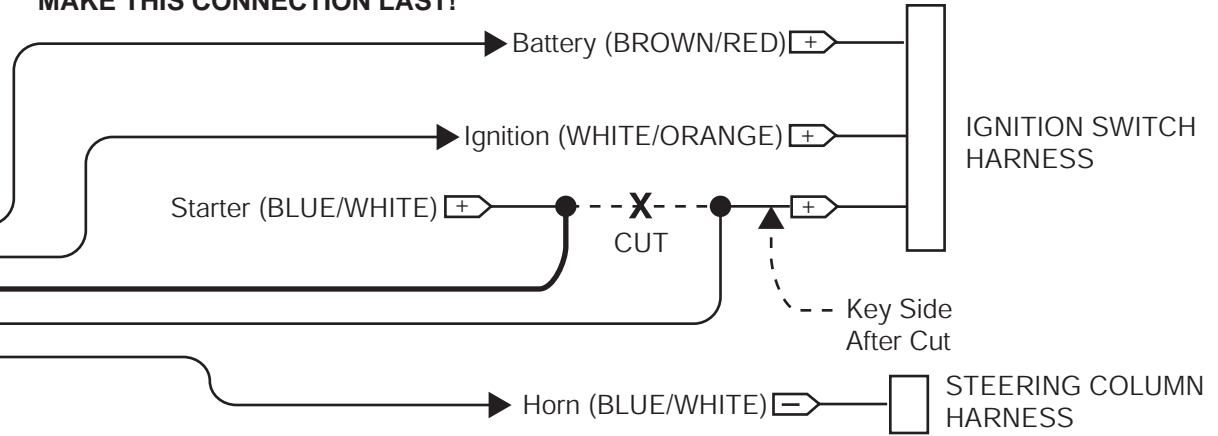 MAKE THIS CONNECTION LAST!
Battery (BROWN/RED) +
Ignition (WHITE/ORANGE) +
IGNITION SWITCH
HARNESS
Starter (BLUE/WHITE) + X +
CUT
Key Side
After Cut
Horn (BLUE/WHITE) −
STEERING COLUMN
HARNESS